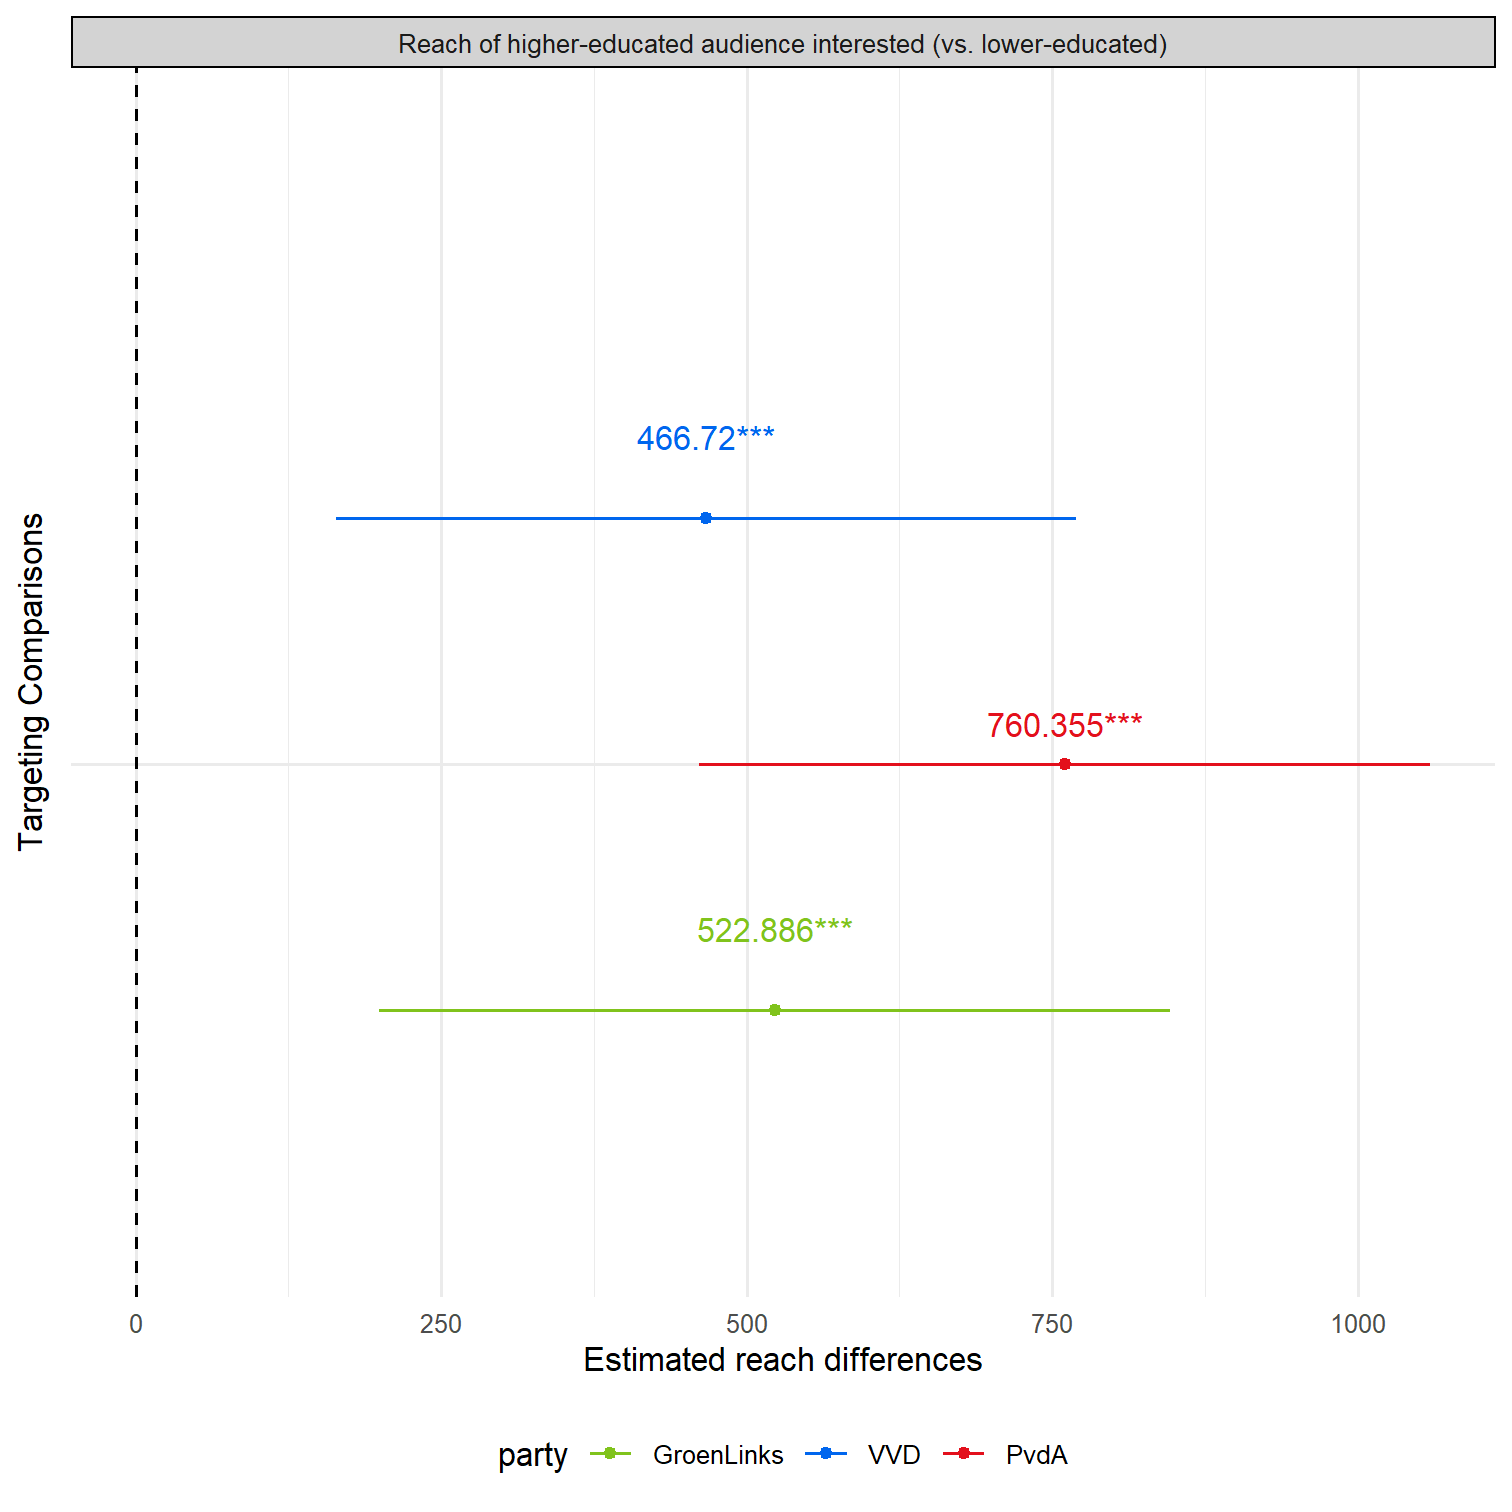 Reach of higher-educated audience interested (vs. lower-educated)
Targeting Comparisons
466.72***
760.355***
522.886***
0 250 500 750 1000
Estimated reach differences
party GroenLinks VVD PvdA